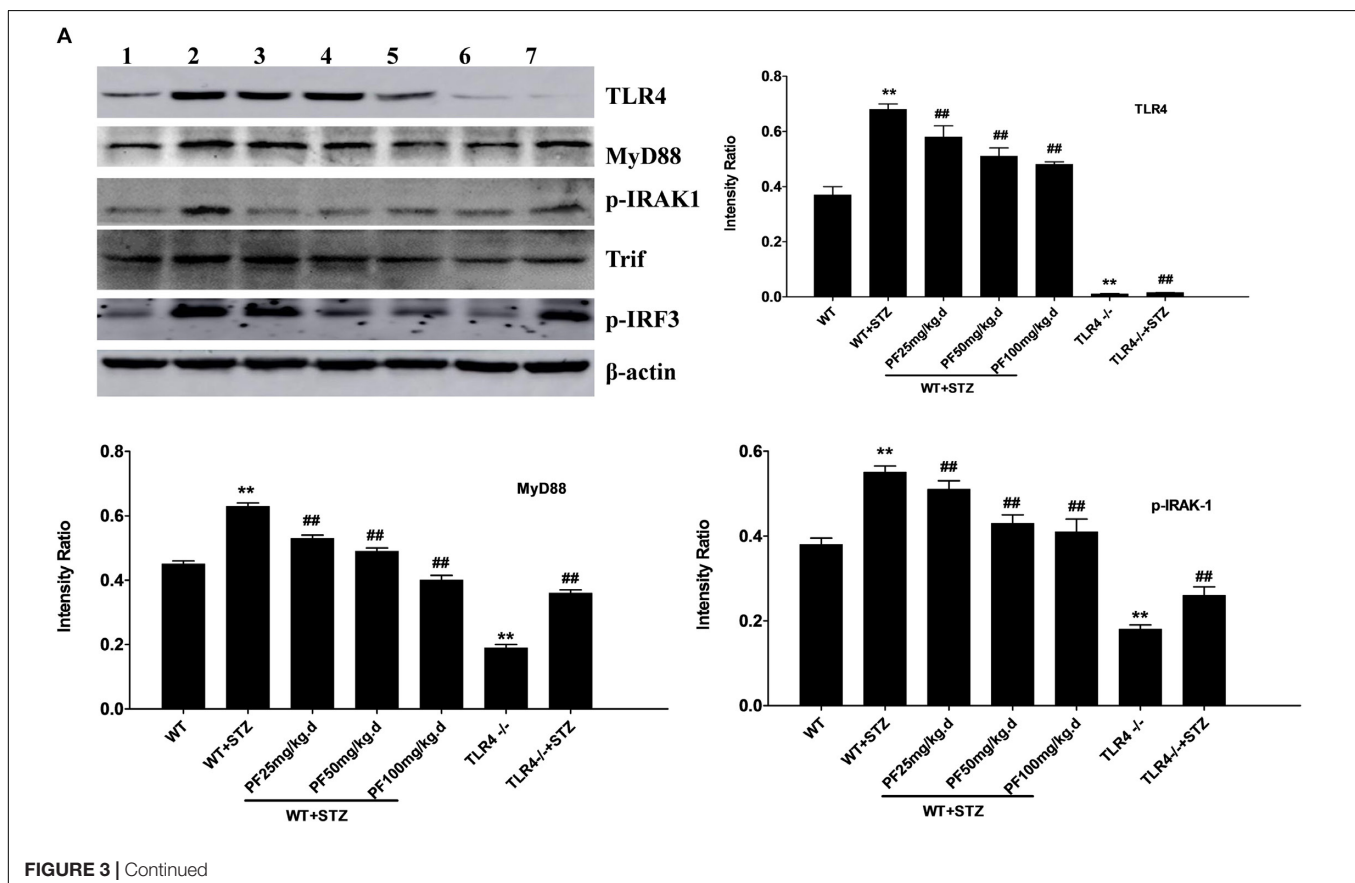 A
1 2 3 4 5 6 7
TLR4
MyD88
p-IRAK1
Trif
p-IRF3
β-actin
0.8
0.6
0.4
0.2
0.0
Intensity Ratio
TLR4
**
##
##
##
**
##
WT
WT+STZ
PF25mg/kg.d
PF50mg/kg.d
PF100mg/kg.d
TLR4 -/-
TLR4-/-+STZ
WT+STZ
0.8
0.6
0.4
0.2
0.0
Intensity Ratio
MyD88
**
##
##
##
**
##
WT
WT+STZ
PF25mg/kg.d
PF50mg/kg.d
PF100mg/kg.d
TLR4 -/-
TLR4-/-+STZ
WT+STZ
0.6
0.4
0.2
0.0
Intensity Ratio
p-IRAK-1
**
##
##
##
**
##
WT
WT+STZ
PF25mg/kg.d
PF50mg/kg.d
PF100mg/kg.d
TLR4 -/-
TLR4-/-+STZ
WT+STZ
FIGURE 3 | Continued